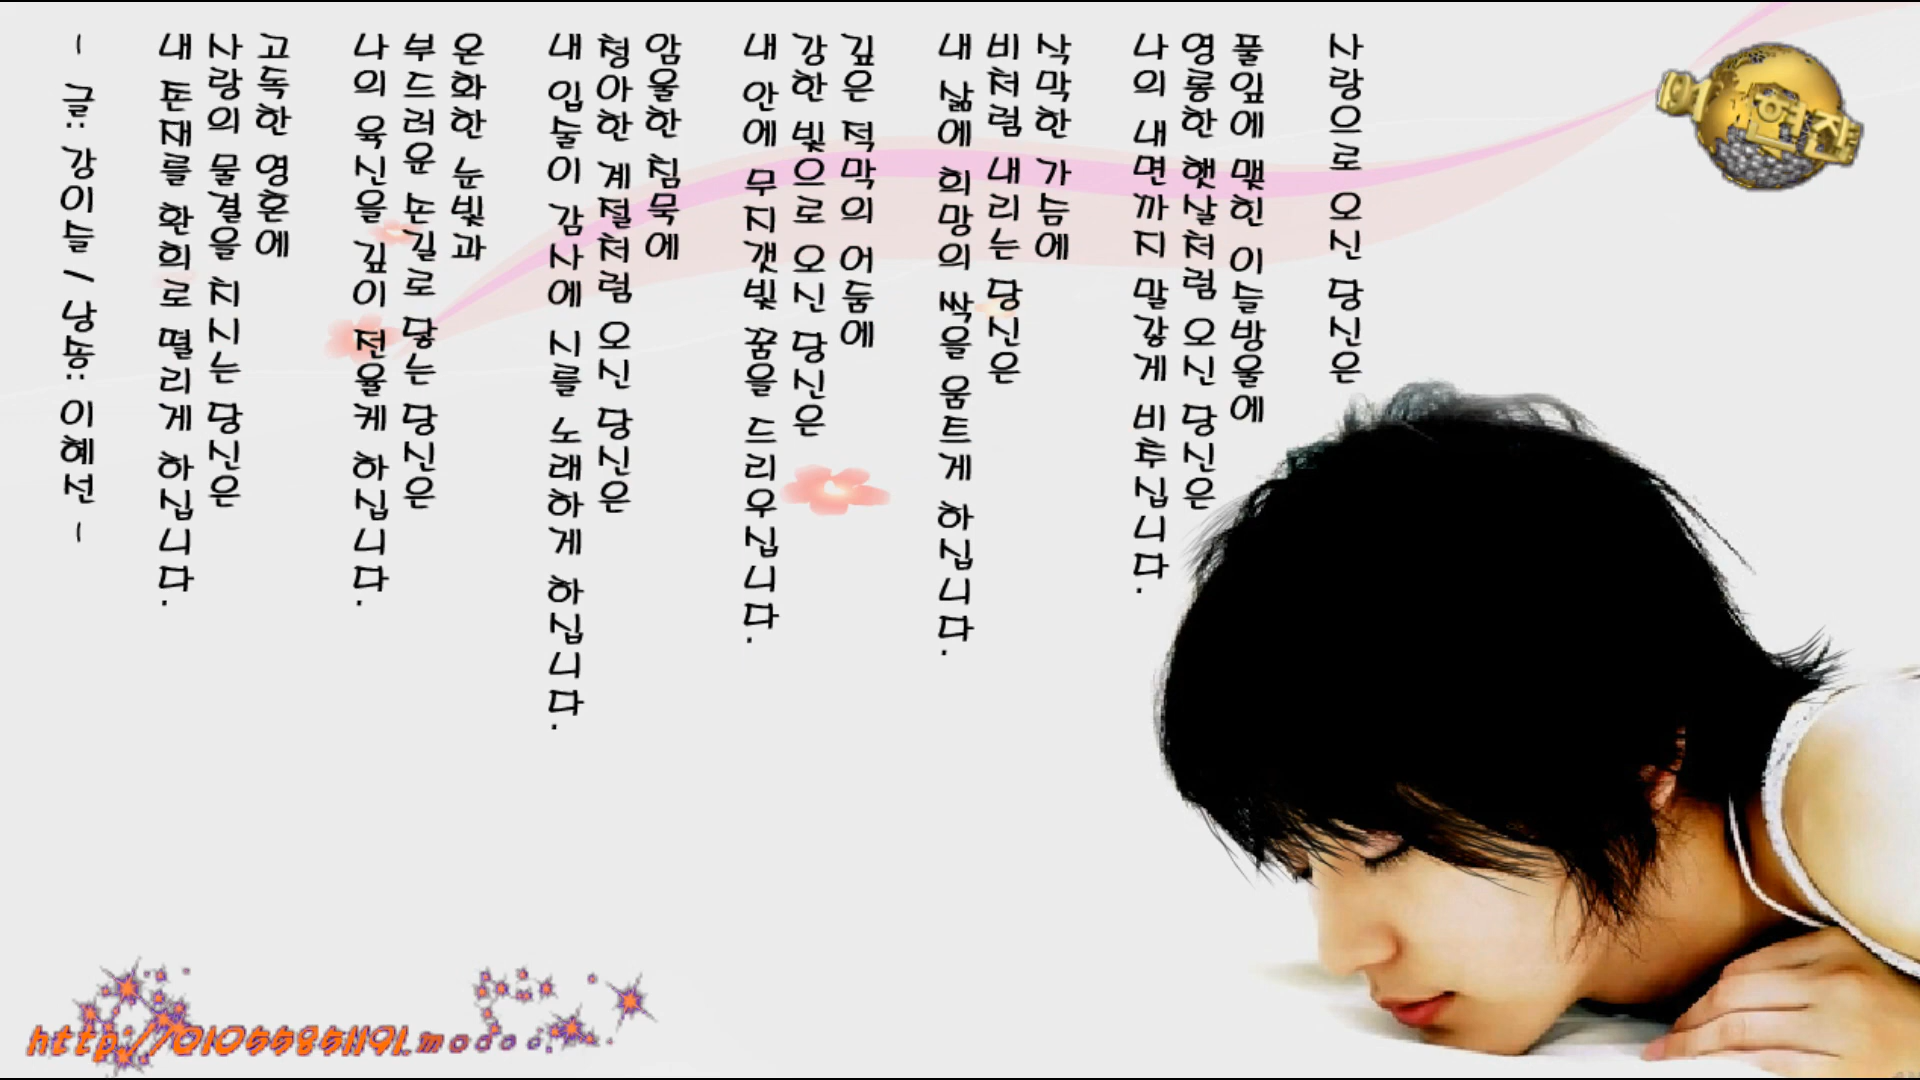 사랑으로 오신 당신은
풀잎에 맺힌 이슬방울에
영롱한 햇살처럼 오신 당신은
나의 내면까지 말갛게 비추십니다.
삭막한 가슴에
비처럼 내리는 당신은
내 삶에 희망의 싹을 움트게 하십니다.
깊은 적막의 어둠에
강한 빛으로 오신 당신은
내 안에 무지갯빛 꿈을 드리우십니다.
암울한 침묵에
청아한 계절처럼 오신 당신은
내 입술이 감사에 시를 노래하게 하십니다.
온화한 눈빛과
부드러운 손길로 닿는 당신은
나의 육신을 깊이 전율케 하십니다.
고독한 영혼에
사랑의 물결을 치시는 당신은
내 존재를 환희로 떨리게 하십니다.
- 글: 강이슬 / 낭송: 이혜선 -
현진
http://01055851191.modoo.